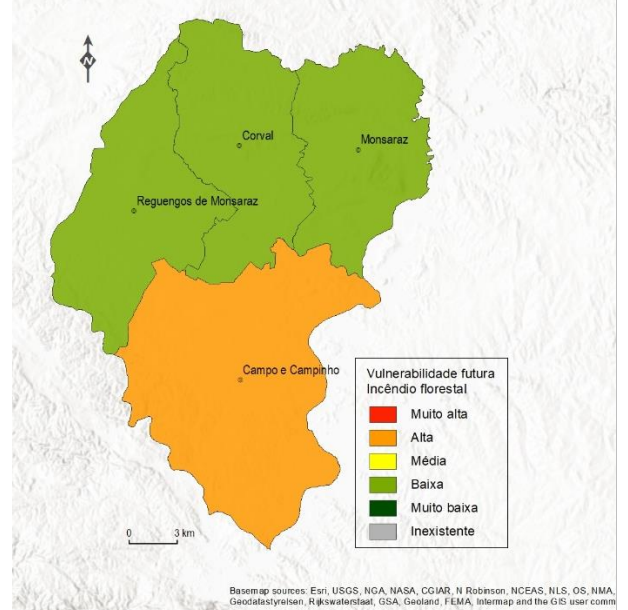 N
Corval
Monsaraz
Reguengos de Monsaraz
Campo e Campinho
Vulnerabilidade futura
Incêndio florestal
Muito alta
Alta
Média
Baixa
Muito baixa
Inexistente
0 3 km
Basemap sources: Esri, USGS, NGA, NASA, CGIAR, N Robinson, NCEAS, NLS, OS, NMA,
Geodatastyrelsen, Rijkswaterstaat, GSA, Geoland, FEMA, Intermap and the GIS user comm